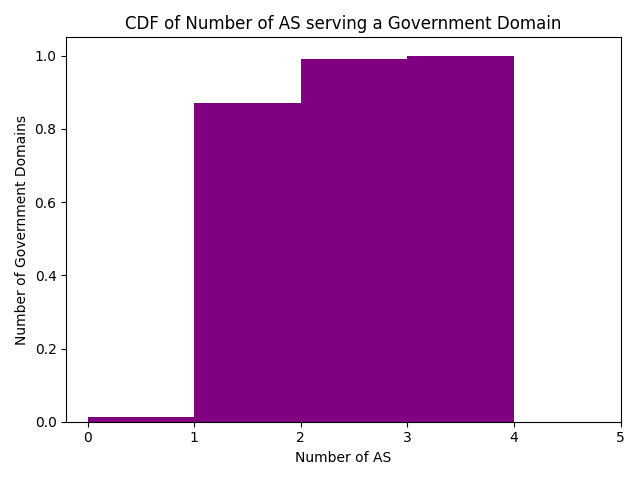 CDF of Number of AS serving a Government Domain
1.0
0.8
0.6
0.4
0.2
0.0
Number of Government Domains
0 1 2 3 4 5
Number of AS